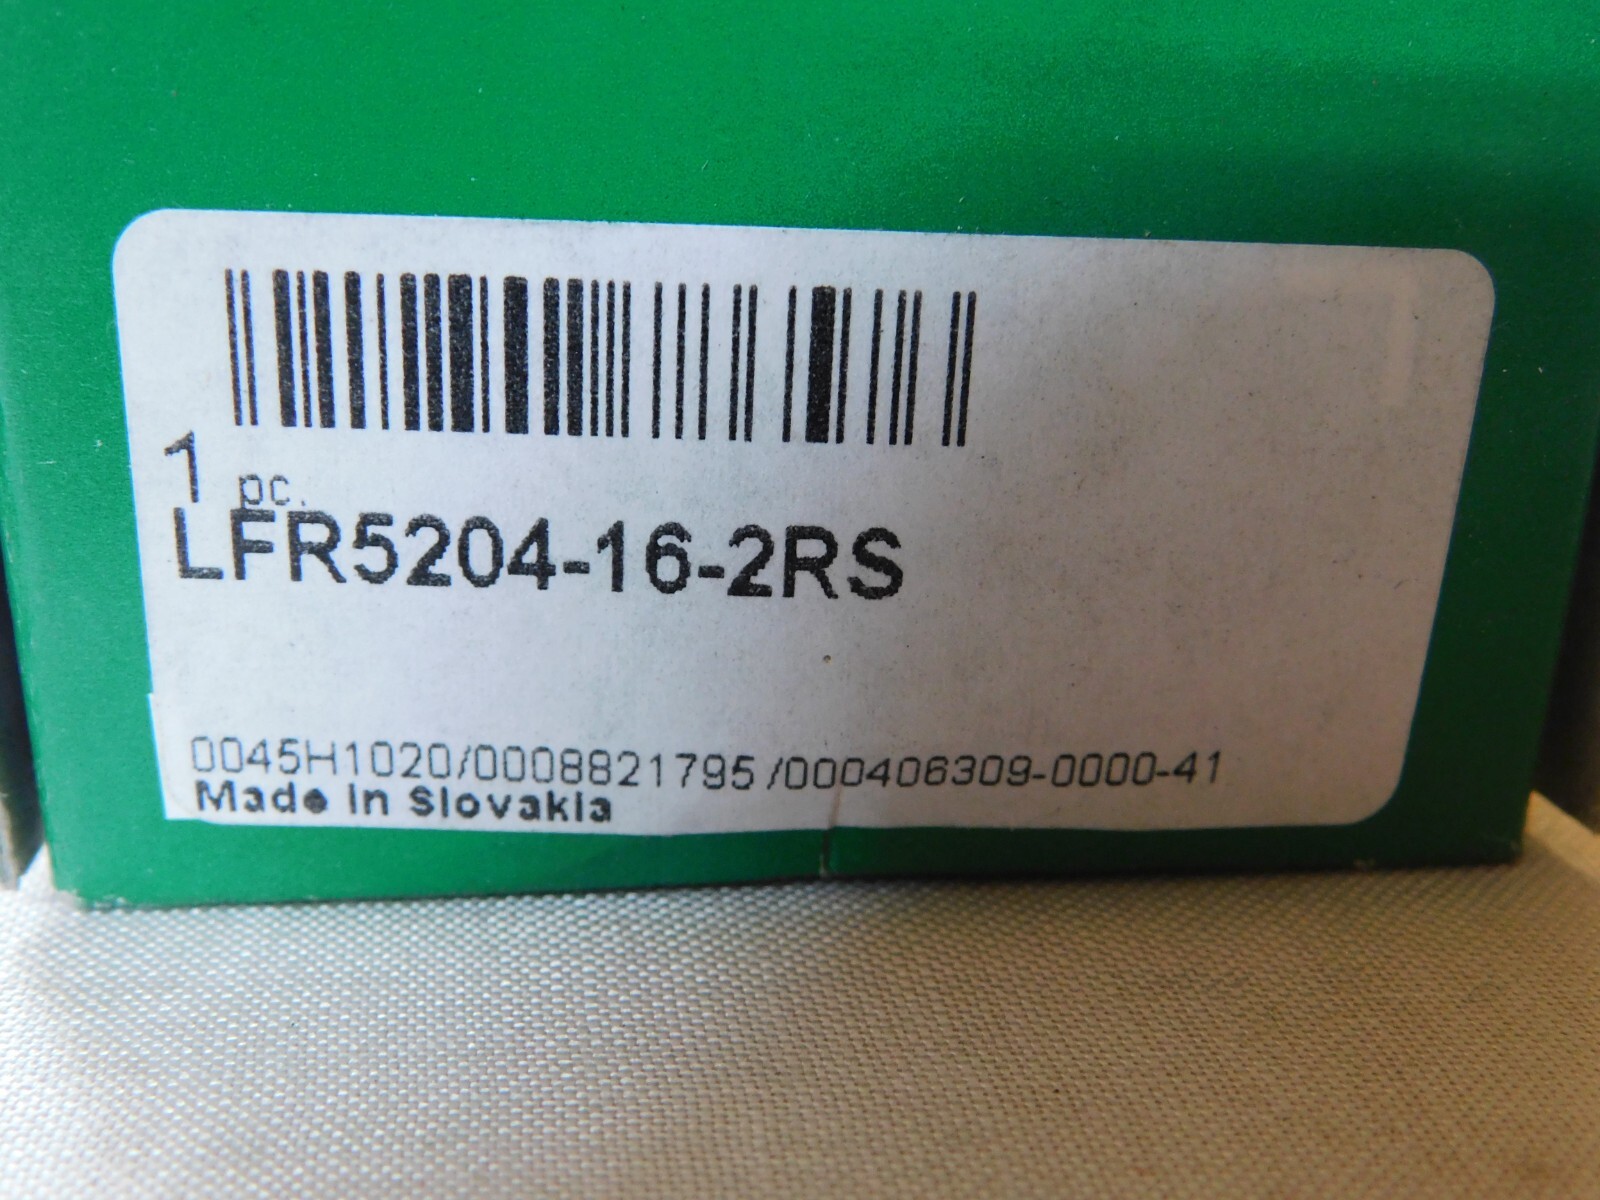 1 pc.
LFR5204-16-2RS
0045H1020/0008821795/000406309-0000-41
Made in Slovakia